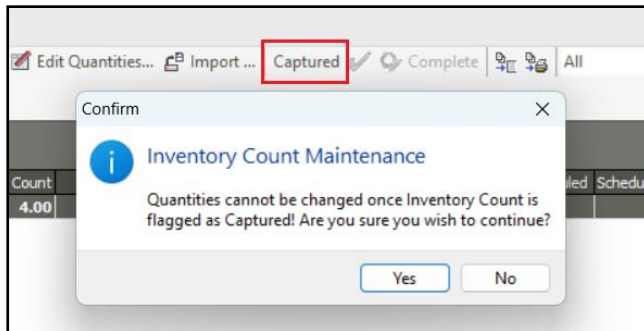 Edit Quantities... Import ... Captured Complete All
Confirm
Inventory Count Maintenance
Quantities cannot be changed once Inventory Count is
flagged as Captured! Are you sure you wish to continue?
Yes No
Count
4.00